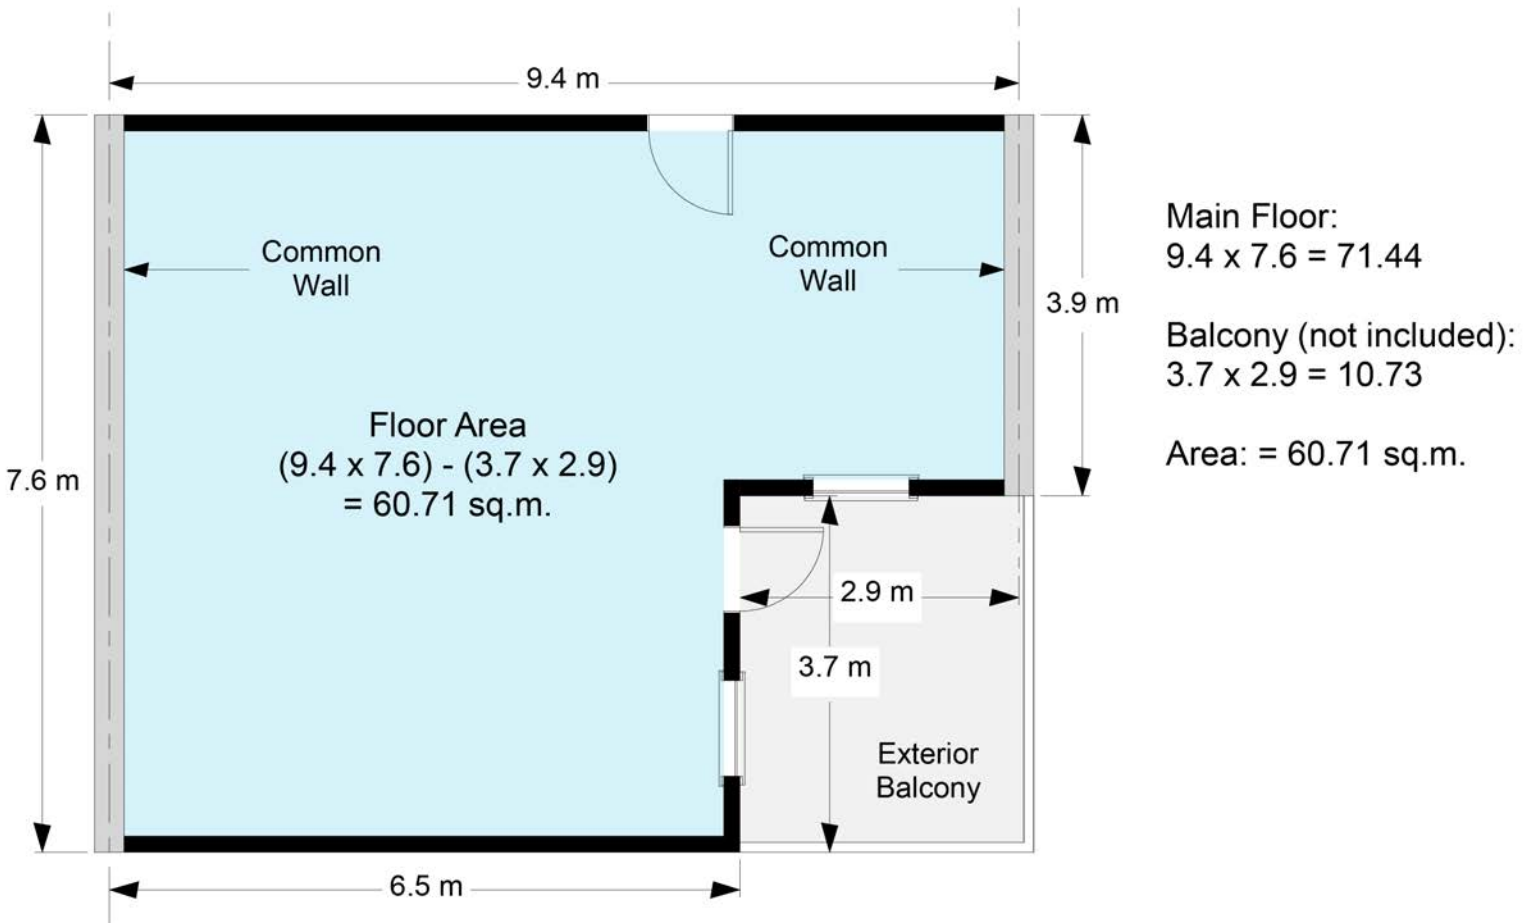 9.4 m
Common
Wall
Common
Wall
3.9 m
Main Floor:
9.4 x 7.6 = 71.44
Balcony (not included):
3.7 x 2.9 = 10.73
Area: = 60.71 sq.m.
7.6 m
Floor Area
(9.4 x 7.6) - (3.7 x 2.9)
= 60.71 sq.m.
2.9 m
3.7 m
Exterior
Balcony
6.5 m